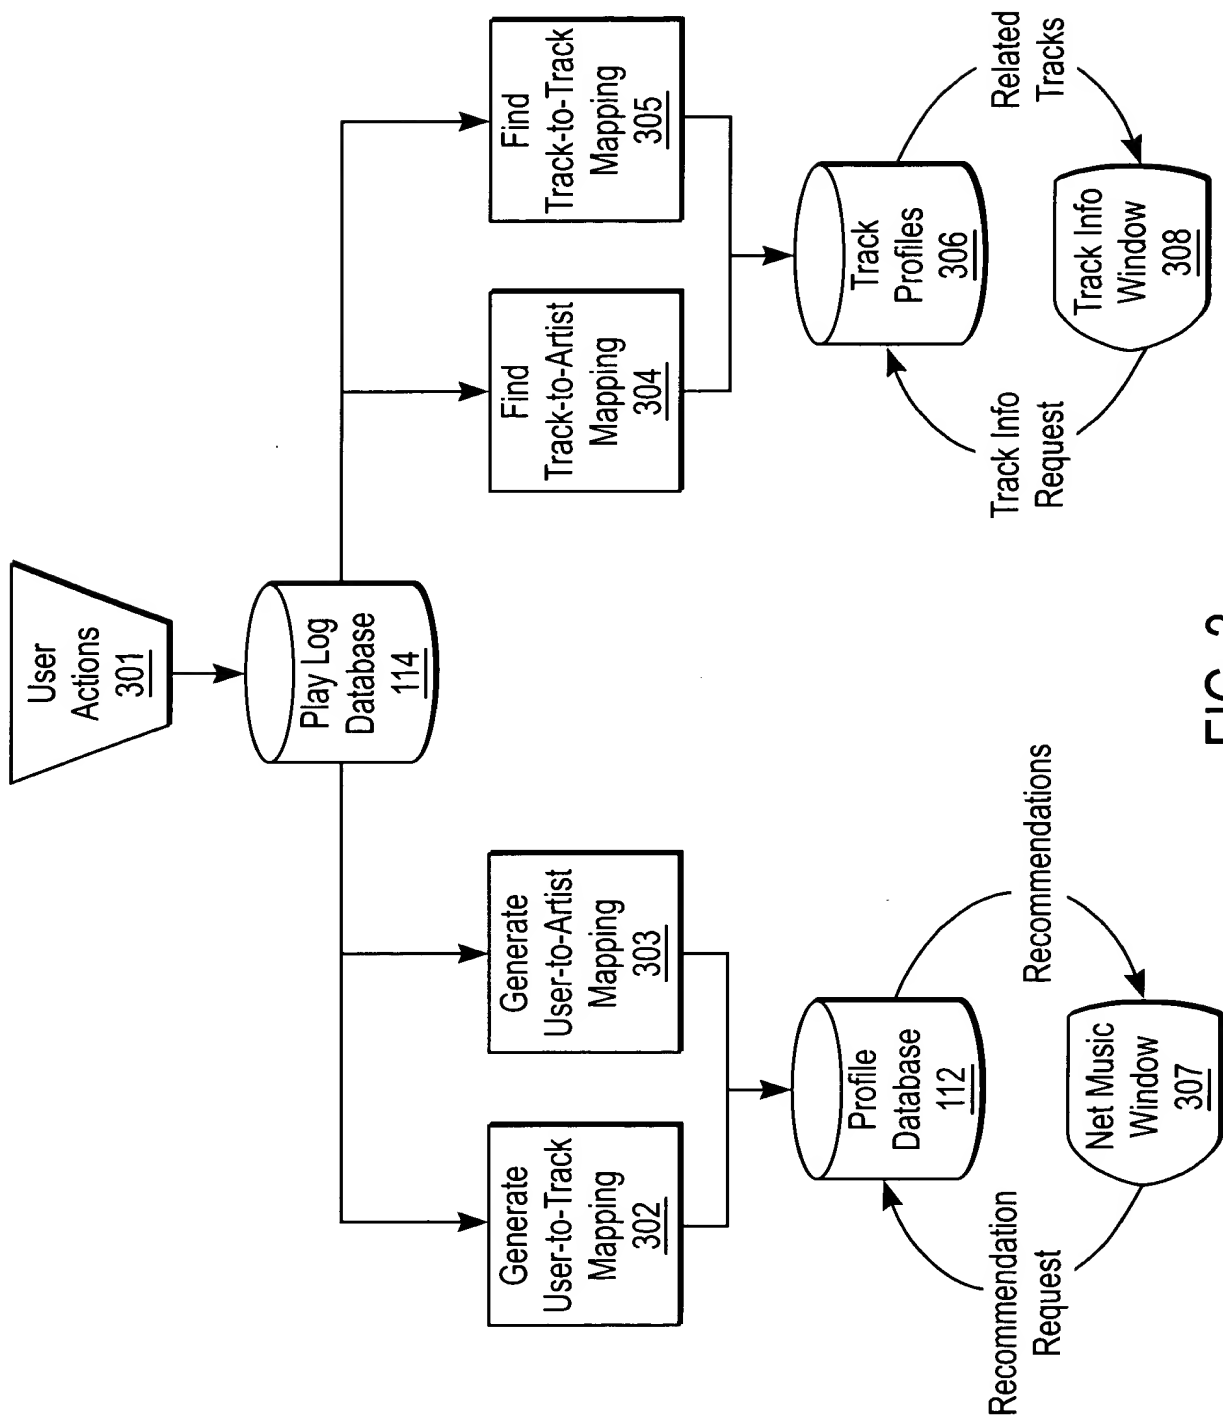 User
Actions
301
Play Log
Database
114
Generate
User-to-Track
Mapping
302
Generate
User-to-Artist
Mapping
303
Find
Track-to-Artist
Mapping
304
Find
Track-to-Track
Mapping
305
Profile
Database
112
Track
Profiles
306
Recommendation
Request
Recommendations
Track Info
Request
Related
Tracks
Net Music
Window
307
Track Info
Window
308
FIG.